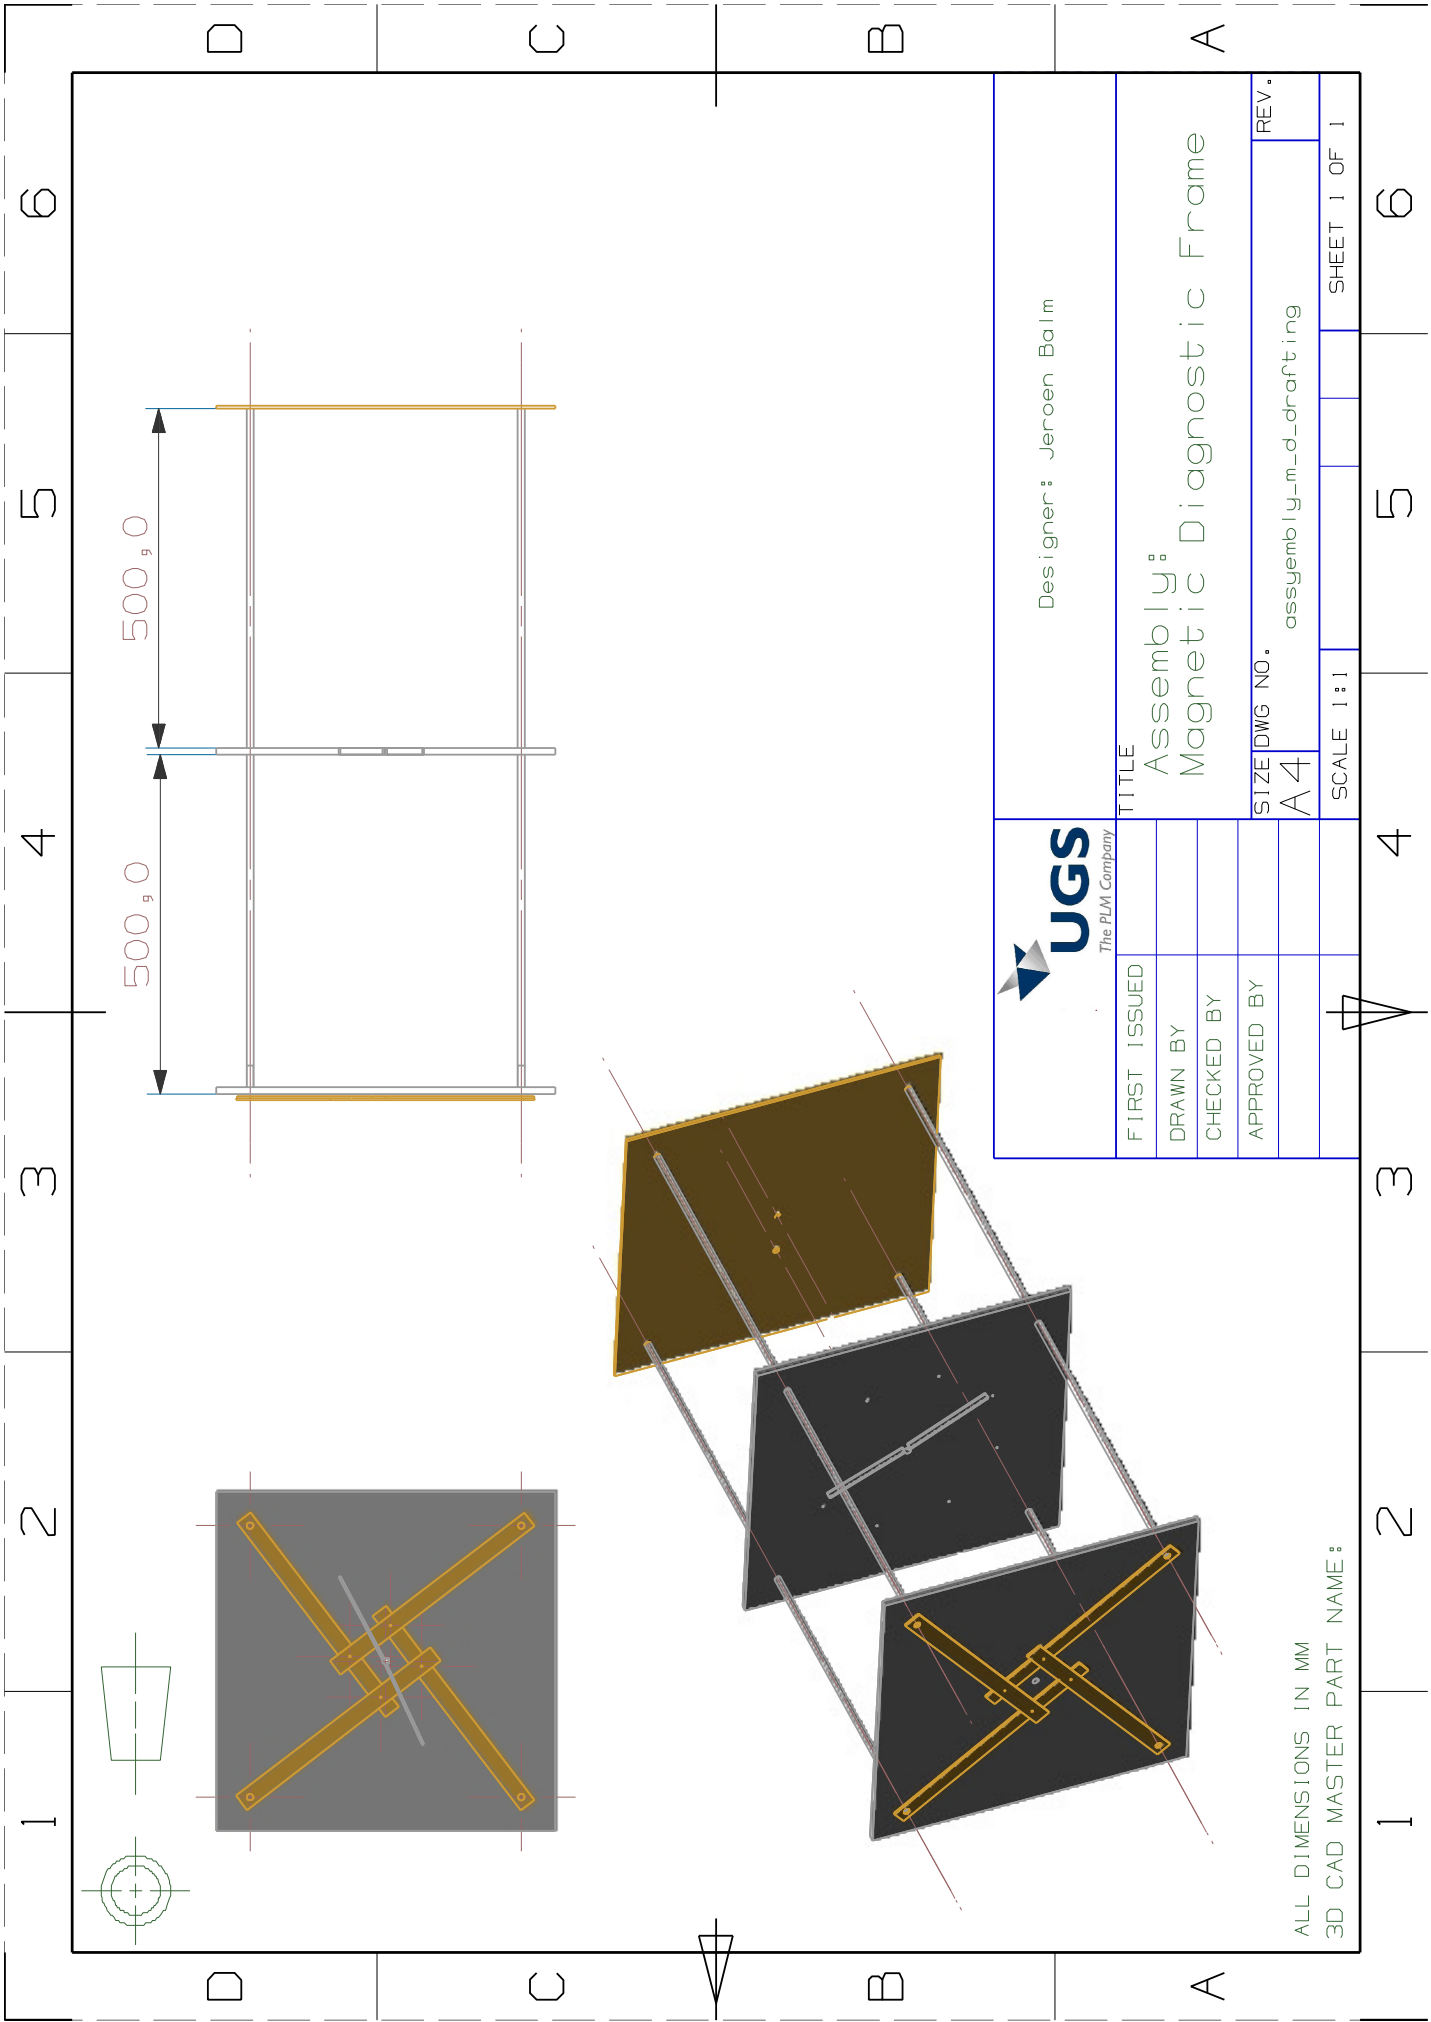 D
C
B
A
6
6
5
5
4
4
3
3
2
2
1
1
D
C
B
A
500,0
500,0
UGS
The PLM Company
Designer: Jeroen Balm
FIRST ISSUED
DRAWN BY
CHECKED BY
APPROVED BY
TITLE
Assembly:
Magnetic Diagnostic Frame
SIZE
A4
DWG NO.
assyembly_m_d_drafting
REV.
SCALE 1:1
SHEET 1 OF 1
ALL DIMENSIONS IN MM
3D CAD MASTER PART NAME: